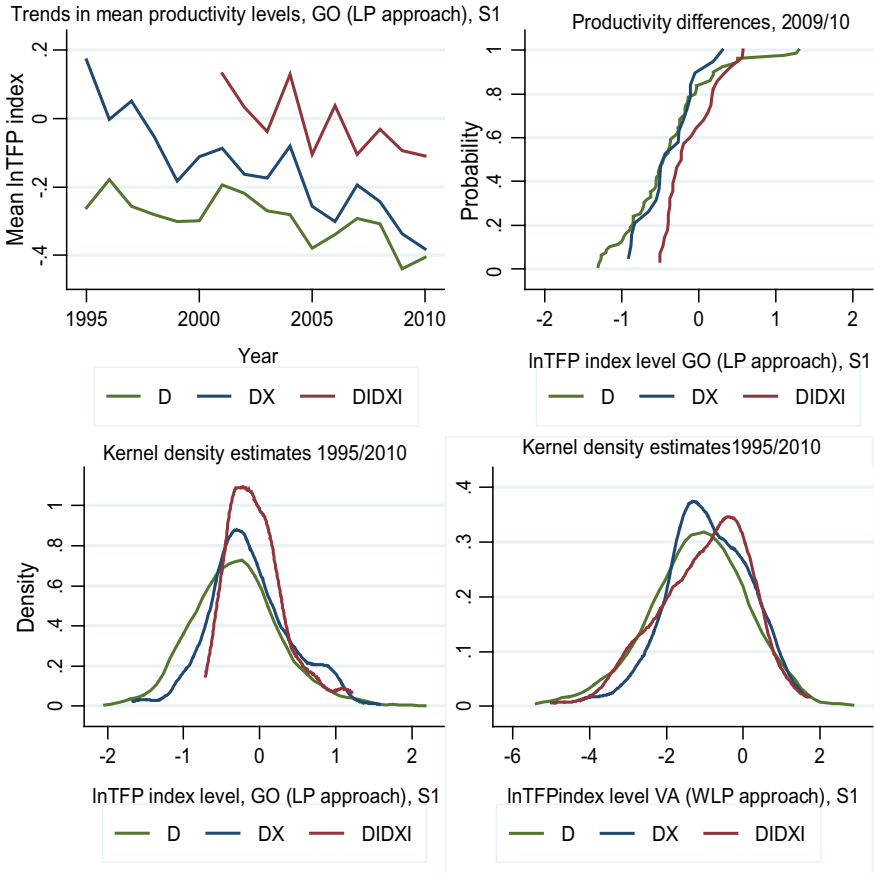 Trends in mean productivity levels, GO (LP approach), S1
Mean lnTFP index
.2
0
-.2
-.4
1995 2000 2005 2010
Year
D DX DIDXI
Productivity differences, 2009/10
Probability
1
.8
.6
.4
.2
0
-2 -1 0 1 2
lnTFP index level GO (LP approach), S1
D DX DIDXI
Kernel density estimates 1995/2010
Density
1
.8
.6
.4
.2
0
-2 -1 0 1 2
lnTFP index level, GO (LP approach), S1
D DX DIDXI
Kernel density estimates1995/2010
.4
.3
.2
.1
0
-6 -4 -2 0 2
lnTFPindex level VA (WLP approach), S1
D DX DIDXI